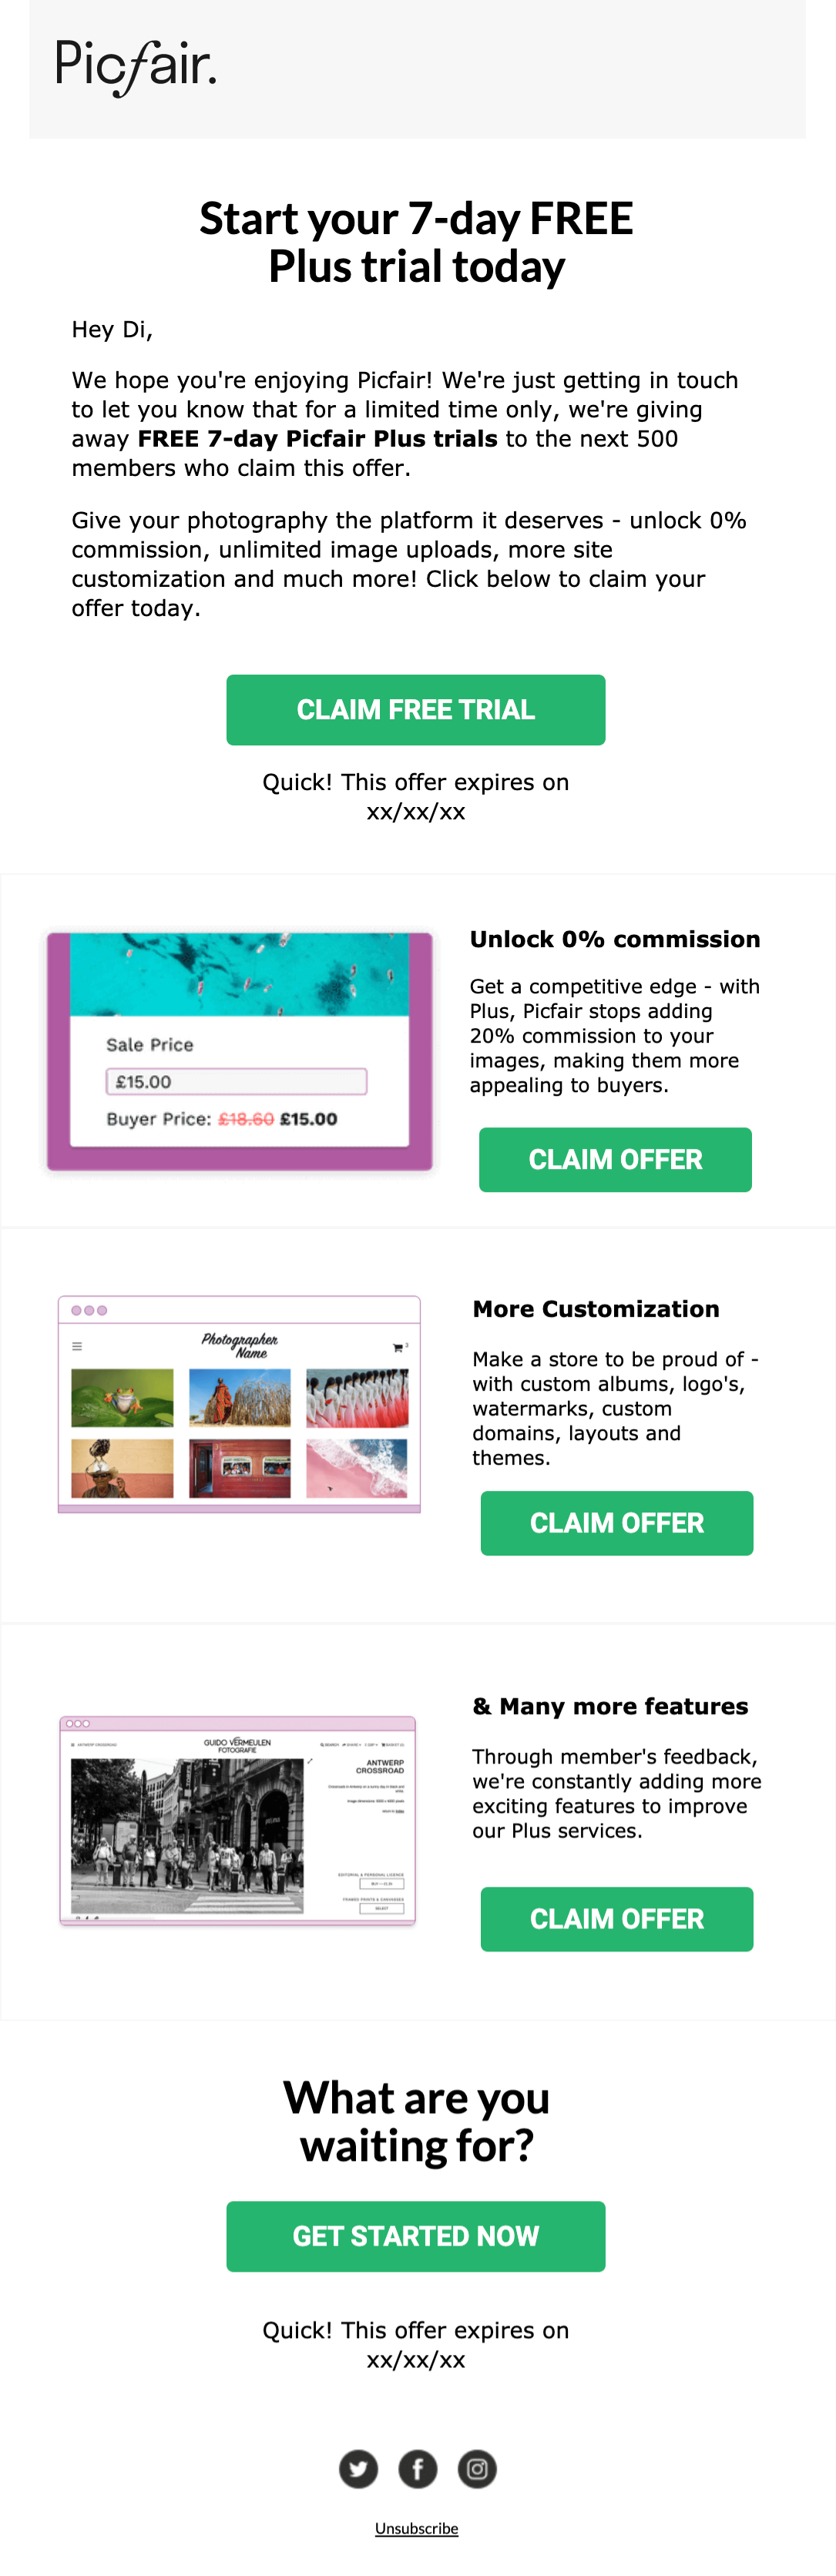 Picfair.
Start your 7-day FREE
Plus trial today
Hey Di,
We hope you're enjoying Picfair! We're just getting in touch
to let you know that for a limited time only, we're giving
away FREE 7-day Picfair Plus trials to the next 500
members who claim this offer.
Give your photography the platform it deserves - unlock 0%
commission, unlimited image uploads, more site
customization and much more! Click below to claim your
offer today.
CLAIM FREE TRIAL
Quick! This offer expires on
xx/xx/xx
Sale Price
£15.00
Buyer Price: £18.60 £15.00
Unlock 0% commission
Get a competitive edge - with
Plus, Picfair stops adding
20% commission to your
images, making them more
appealing to buyers.
CLAIM OFFER
Photographer
Name
More Customization
Make a store to be proud of -
with custom albums, logo's,
watermarks, custom
domains, layouts and
themes.
CLAIM OFFER
ANTWERP CROSSROAD
GUIDO VERMEULEN
FOTOGRAFIE
ANTWERP
CROSSROAD
EDITORIAL & PERSONAL LICENCE
FRAMED PRINTS & CANVASES
SELECT
& Many more features
Through member's feedback,
we're constantly adding more
exciting features to improve
our Plus services.
CLAIM OFFER
What are you
waiting for?
GET STARTED NOW
Quick! This offer expires on
xx/xx/xx
Unsubscribe